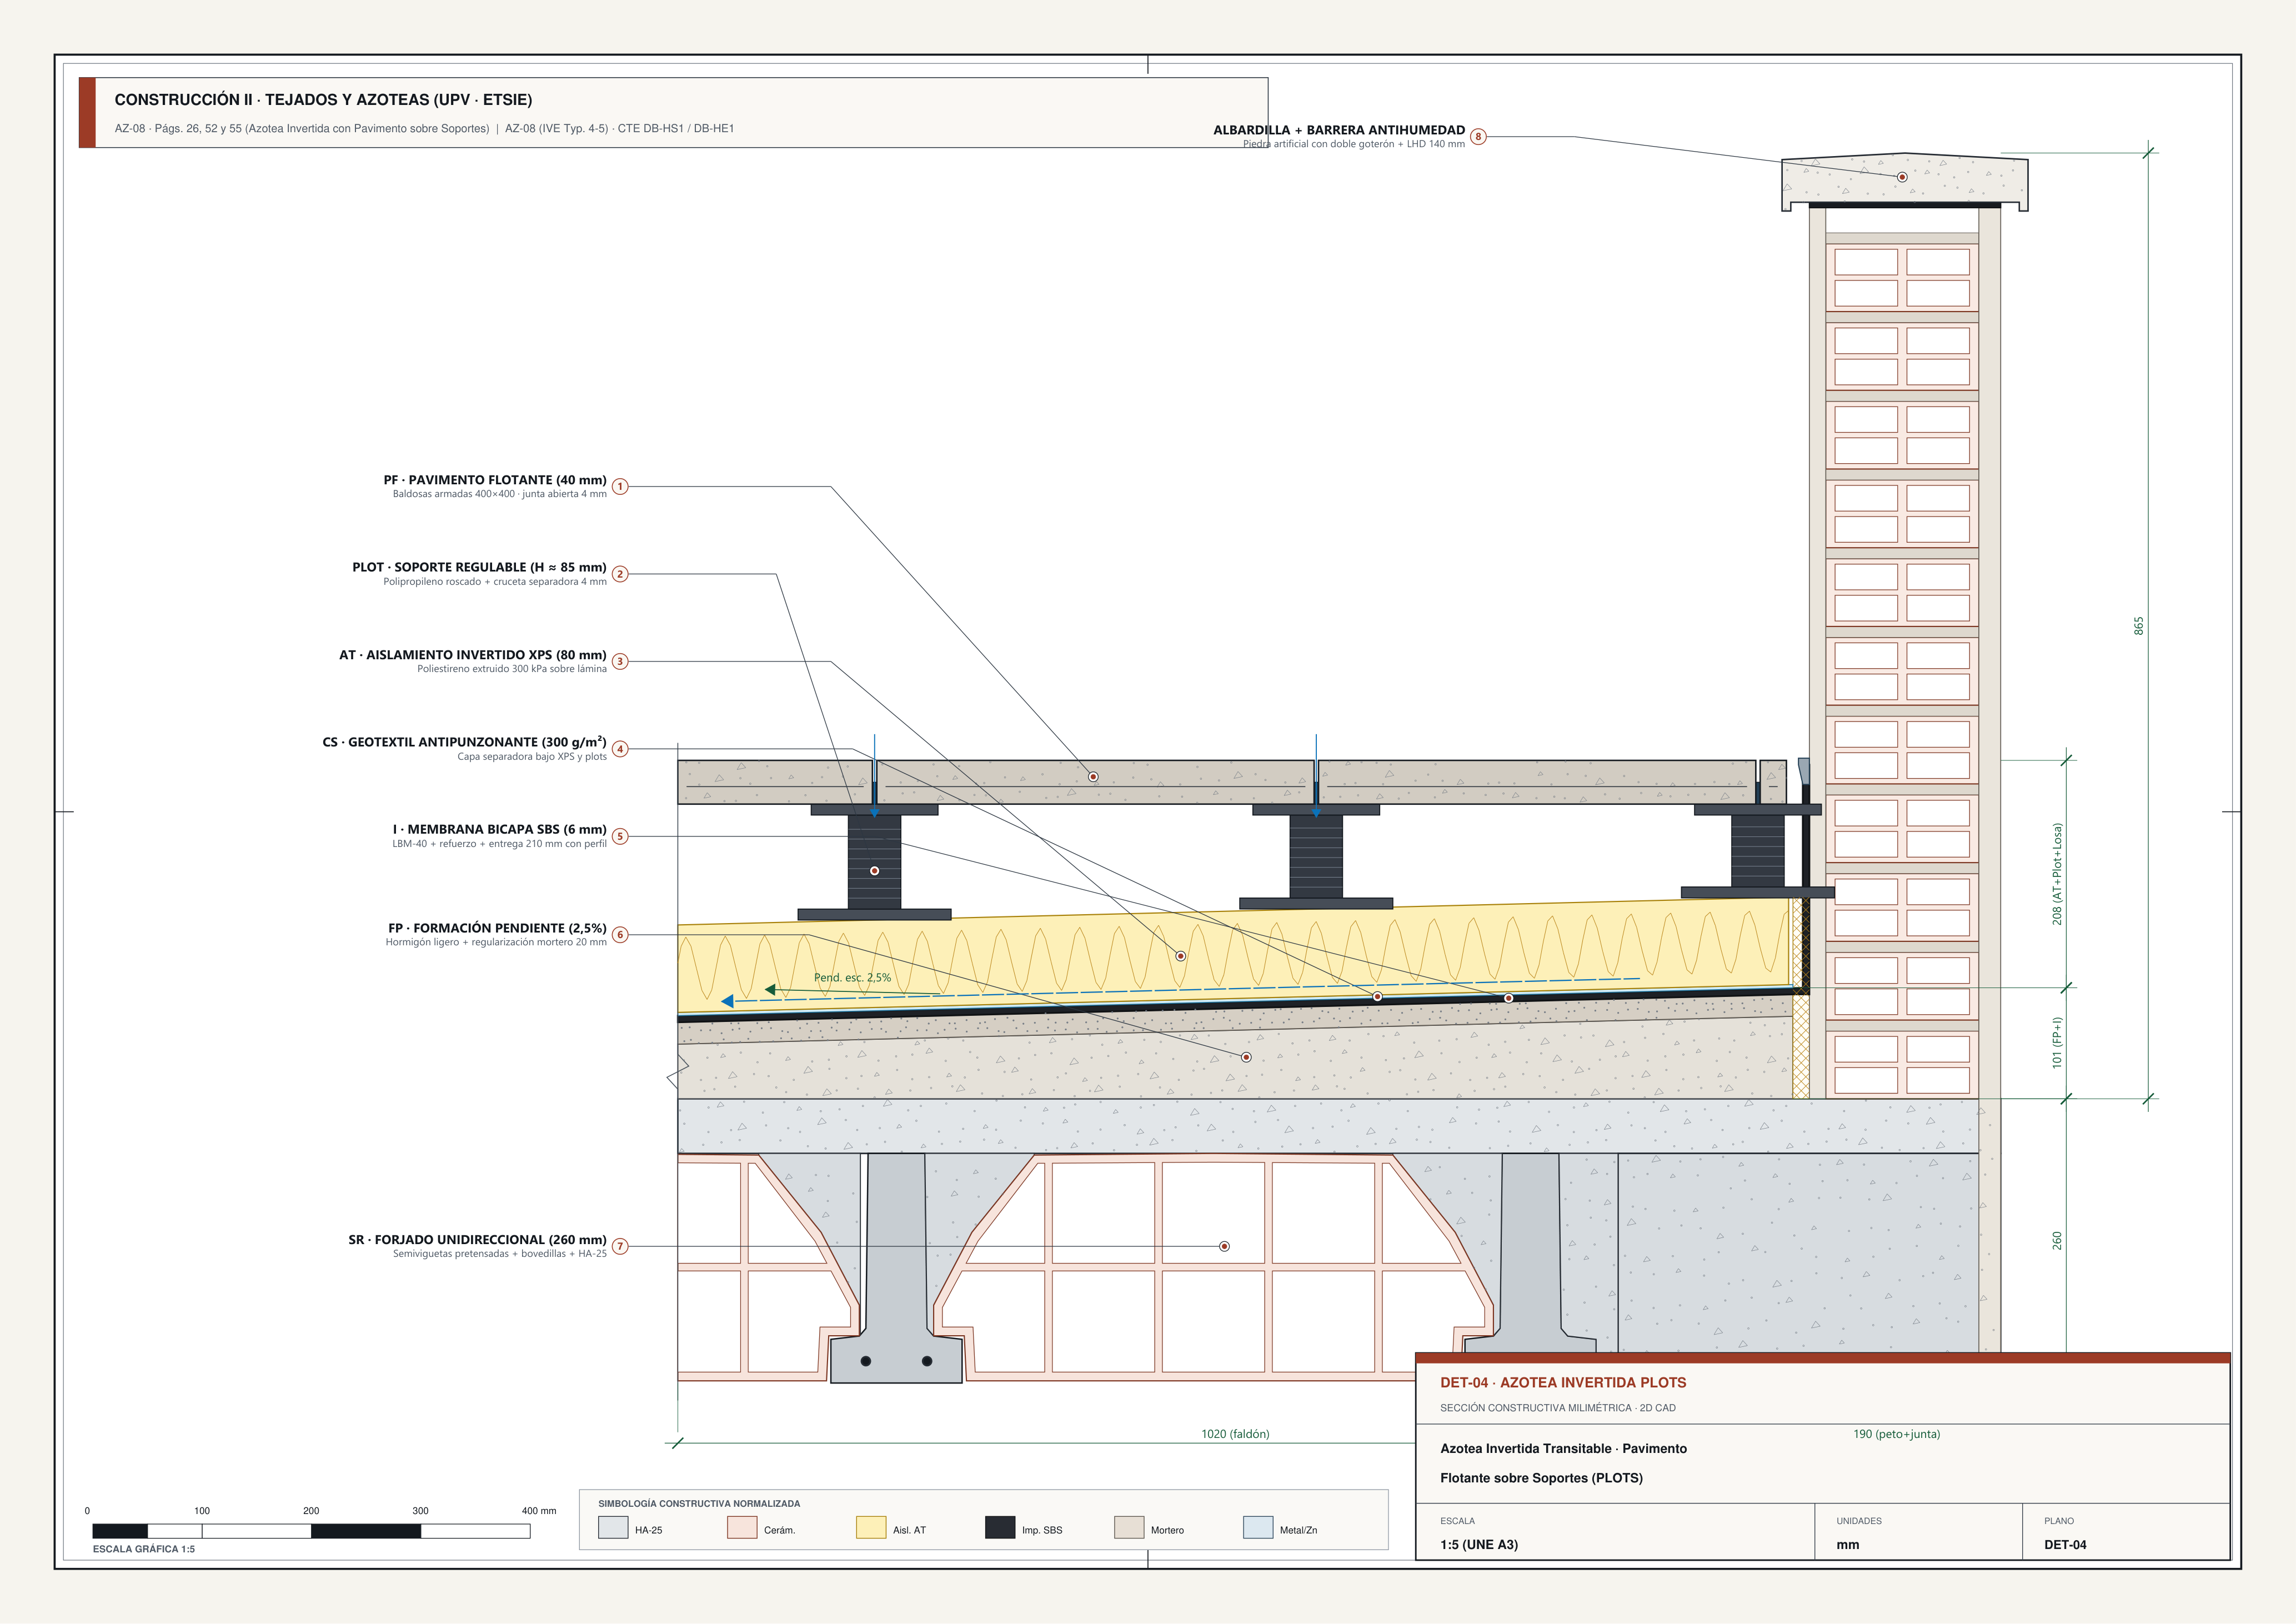 CONSTRUCCIÓN II · TEJADOS Y AZOTEAS (UPV · ETSIE)
AZ-08 · Págs. 26, 52 y 55 (Azotea Invertida con Pavimento sobre Soportes) | AZ-08 (IVE Typ. 4-5) · CTE DB-HS1 / DB-HE1
ALBARDILLA + BARRERA ANTIHUMEDAD
8
Piedra artificial con doble goterón + LHD 140 mm
PF · PAVIMENTO FLOTANTE (40 mm)
1
Baldosas armadas 400×400 · junta abierta 4 mm
PLOT · SOPORTE REGULABLE (H ≈ 85 mm)
2
Polipropileno roscado + cruceta separadora 4 mm
AT · AISLAMIENTO INVERTIDO XPS (80 mm)
3
Poliestireno extruido 300 kPa sobre lámina
CS · GEOTEXTIL ANTIPUNZONANTE (300 g/m²)
4
Capa separadora bajo XPS y plots
I · MEMBRANA BICAPA SBS (6 mm)
5
LBM-40 + refuerzo + entrega 210 mm con perfil
FP · FORMACIÓN PENDIENTE (2,5%)
6
Hormigón ligero + regularización mortero 20 mm
Pend. esc. 2,5%
SR · FORJADO UNIDIRECCIONAL (260 mm)
7
Semiviguetas pretensadas + bovedillas + HA-25
865
208 (AT+Plot+Losa)
101 (FP+I)
260
1020 (faldón)
190 (peto+junta)
DET-04 · AZOTEA INVERTIDA PLOTS
SECCIÓN CONSTRUCTIVA MILIMÉTRICA · 2D CAD
Azotea Invertida Transitable · Pavimento
Flotante sobre Soportes (PLOTS)
ESCALA
1:5 (UNE A3)
UNIDADES
mm
PLANO
DET-04
0 100 200 300 400 mm
ESCALA GRÁFICA 1:5
SIMBOLOGÍA CONSTRUCTIVA NORMALIZADA
HA-25
Cerám.
Aisl. AT
Imp. SBS
Mortero
Metal/Zn